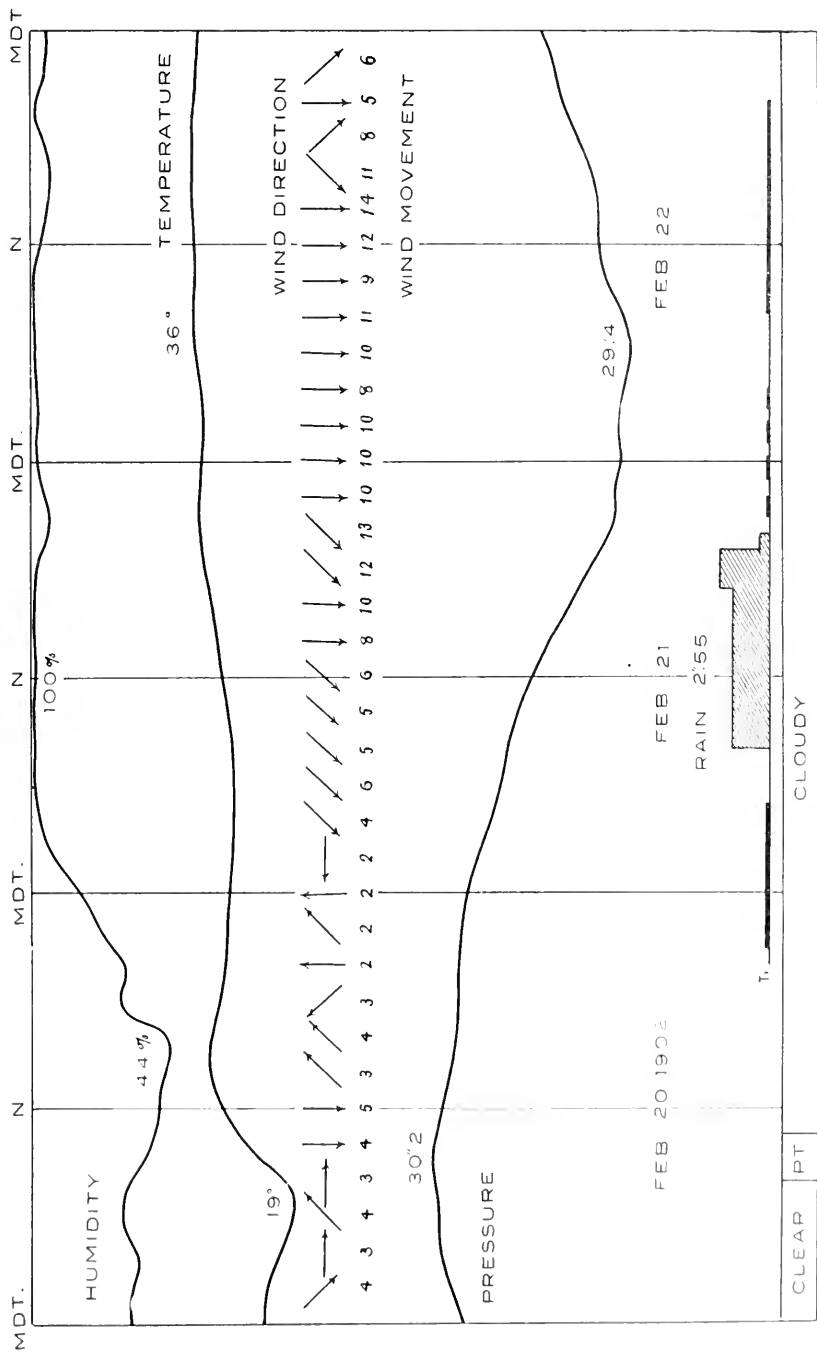 MDT. N MDT. N MDT. N MDT
100%
HUMIDITY
44%
TEMPERATURE
36°
19°
WIND DIRECTION
4 3 4 3 4 5 3 4 3 2 2 2 2 4 6 5 5 6 8 10 12 13 10 10 10 8 10 11 9 12 14 11 8 5 6
WIND MOVEMENT
30"2
PRESSURE
29.4
FEB 20 1902 FEB 21 FEB 22
RAIN 2"55
T.
CLEAR PT CLOUDY